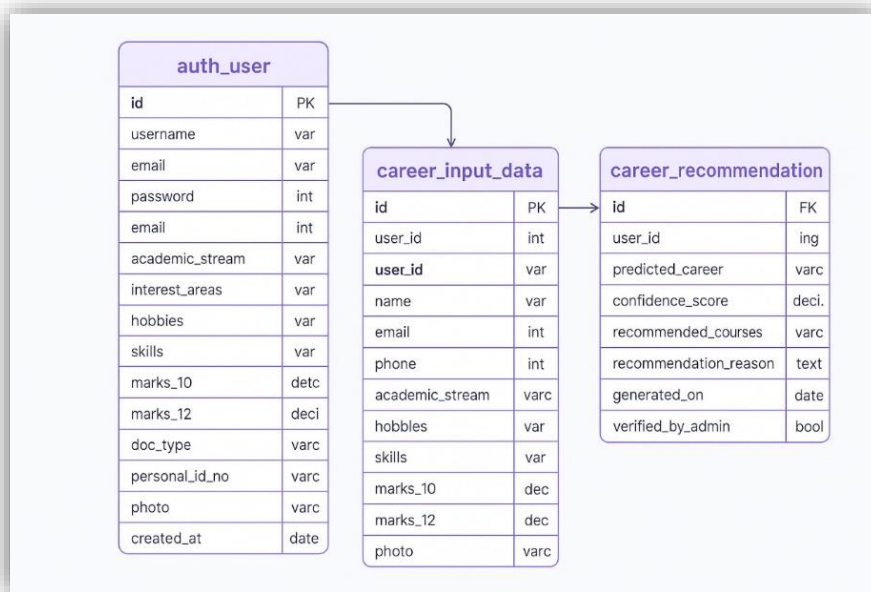 auth_user
id PK
username var
email var
password int
email int
academic_stream var
interest_areas var
hobbies var
skills var
marks_10 detc
marks_12 deci
doc_type varc
personal_id_no varc
photo varc
created_at date
career_input_data
id PK
user_id int
user_id var
name var
email int
phone int
academic_stream varc
hobbles var
skills var
marks_10 dec
marks_12 dec
photo varc
career_recommendation
id FK
user_id ing
predicted_career varc
confidence_score deci.
recommended_courses varc
recommendation_reason text
generated_on date
verified_by_admin bool